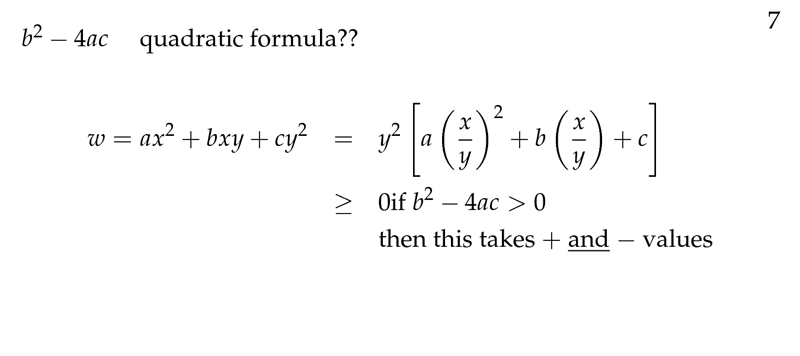 7
b² − 4ac quadratic formula??
w = ax² + bxy + cy² = y² [a (x/y)² + b (x/y) + c]
≥ 0if b² − 4ac > 0
then this takes + and − values